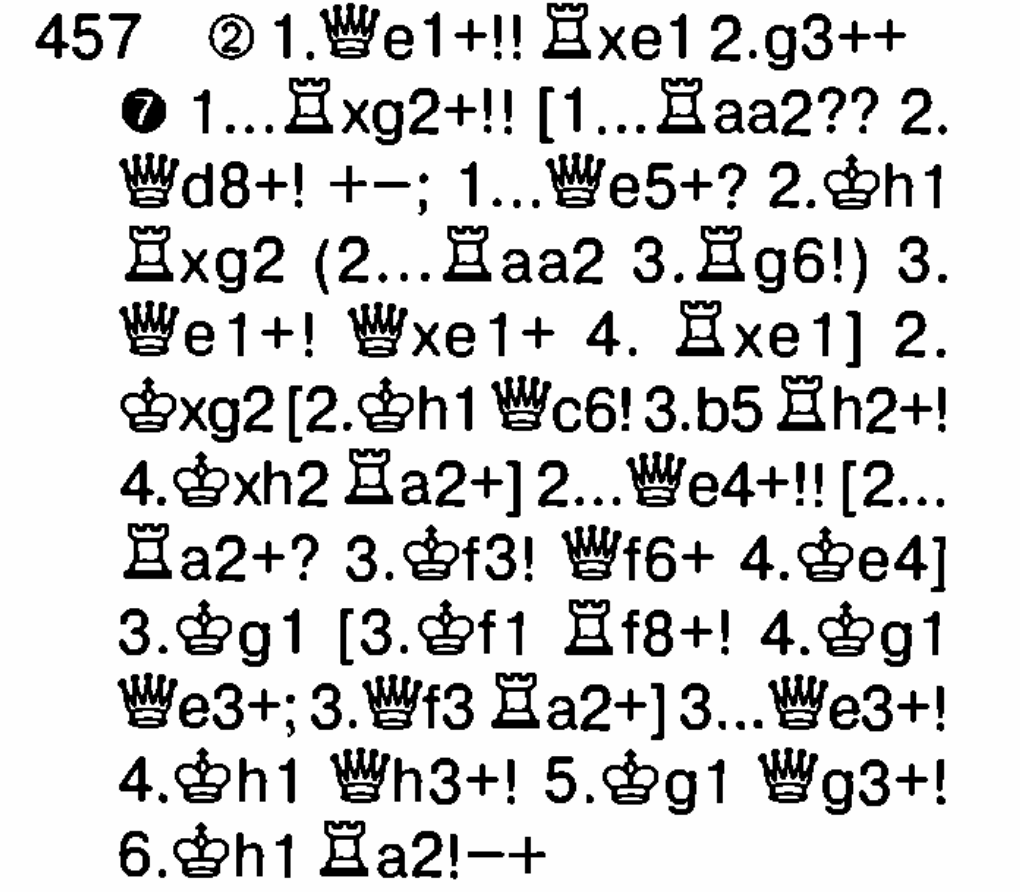 457 ② 1.♕e1+!! ♖xe1 2.g3++
❼ 1...♖xg2+!! [1...♖aa2?? 2.
♕d8+! +−; 1...♕e5+? 2.♔h1
♖xg2 (2...♖aa2 3.♖g6!) 3.
♕e1+! ♕xe1+ 4. ♖xe1] 2.
♔xg2 [2.♔h1 ♕c6! 3.b5 ♖h2+!
4.♔xh2 ♖a2+] 2...♕e4+!! [2...
♖a2+? 3.♔f3! ♕f6+ 4.♔e4]
3.♔g1 [3.♔f1 ♖f8+! 4.♔g1
♕e3+; 3.♕f3 ♖a2+] 3...♕e3+!
4.♔h1 ♕h3+! 5.♔g1 ♕g3+!
6.♔h1 ♖a2!−+